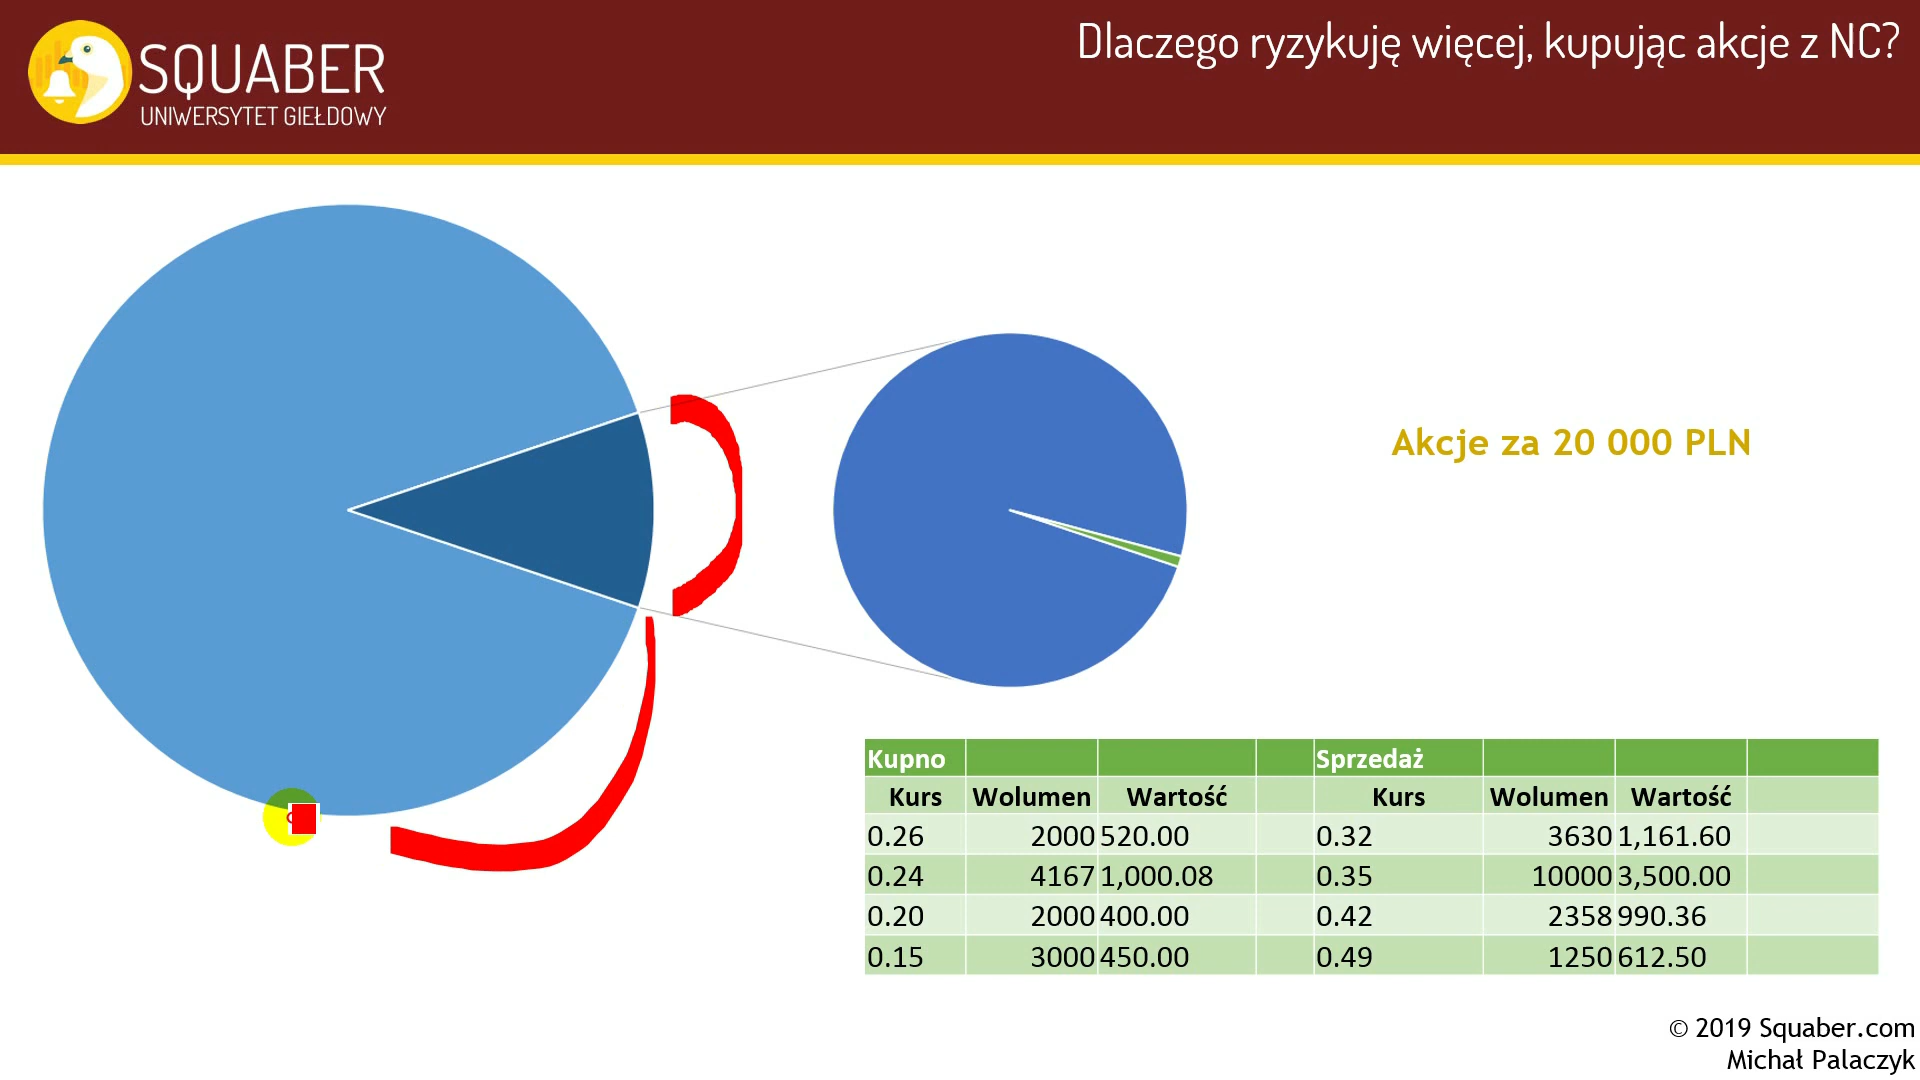 SQUABER
UNIWERSYTET GIEŁDOWY
Dlaczego ryzykuję więcej, kupując akcje z NC?
Akcje za 20 000 PLN
Kupno Sprzedaż
Kurs Wolumen Wartość Kurs Wolumen Wartość
0.26 2000 520.00 0.32 3630 1,161.60
0.24 4167 1,000.08 0.35 10000 3,500.00
0.20 2000 400.00 0.42 2358 990.36
0.15 3000 450.00 0.49 1250 612.50
© 2019 Squaber.com
Michał Palaczyk